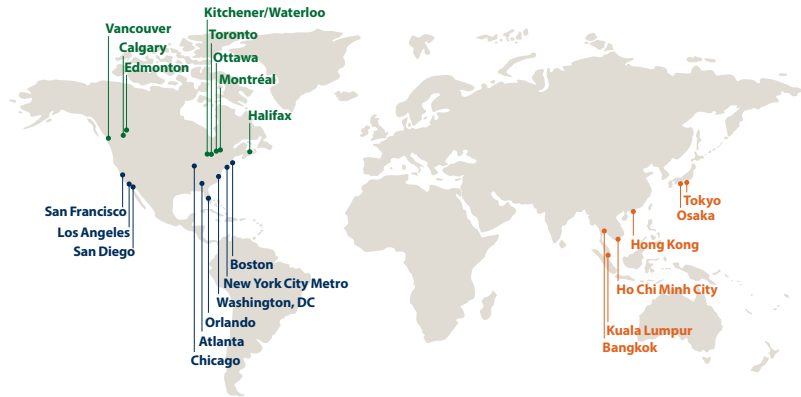 Kitchener/Waterloo
Vancouver
Toronto
Calgary
Ottawa
Edmonton
Montréal
Halifax
Tokyo
San Francisco
Osaka
Los Angeles
Hong Kong
San Diego
Boston
New York City Metro
Ho Chi Minh City
Washington, DC
Orlando
Kuala Lumpur
Atlanta
Bangkok
Chicago